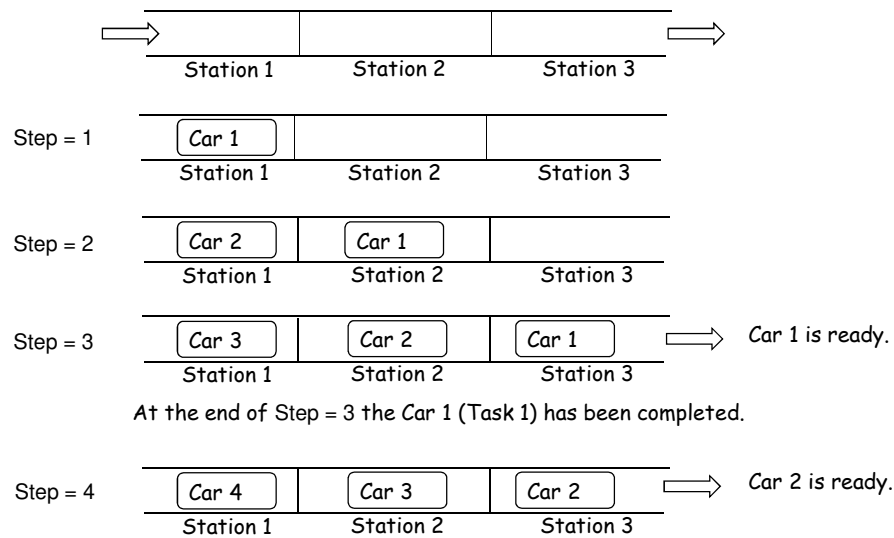 Station 1 Station 2 Station 3
Step = 1 Car 1
Station 1 Station 2 Station 3
Step = 2 Car 2 Car 1
Station 1 Station 2 Station 3
Step = 3 Car 3 Car 2 Car 1 Car 1 is ready.
Station 1 Station 2 Station 3
At the end of Step = 3 the Car 1 (Task 1) has been completed.
Step = 4 Car 4 Car 3 Car 2 Car 2 is ready.
Station 1 Station 2 Station 3